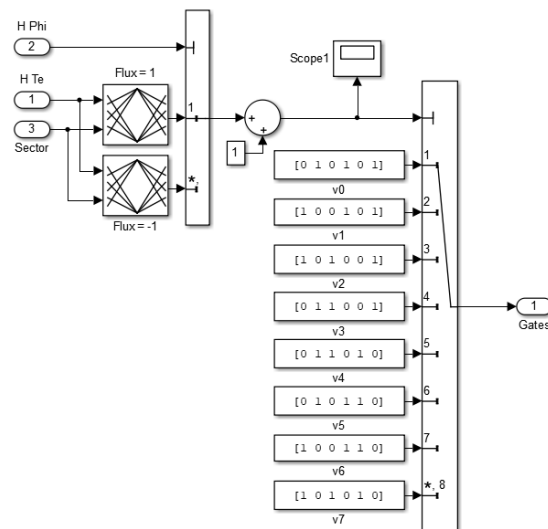 H Phi
2
H Te
1
3
Sector
Flux = 1
Flux = -1
1
*,
+
+
1
Scope1
[0 1 0 1 0 1]
1
v0
[1 0 0 1 0 1]
2
v1
[1 0 1 0 0 1]
3
v2
[0 1 1 0 0 1]
4
v3
[0 1 1 0 1 0]
5
v4
[0 1 0 1 1 0]
6
v5
[1 0 0 1 1 0]
7
v6
[1 0 1 0 1 0]
*, 8
v7
1
Gates